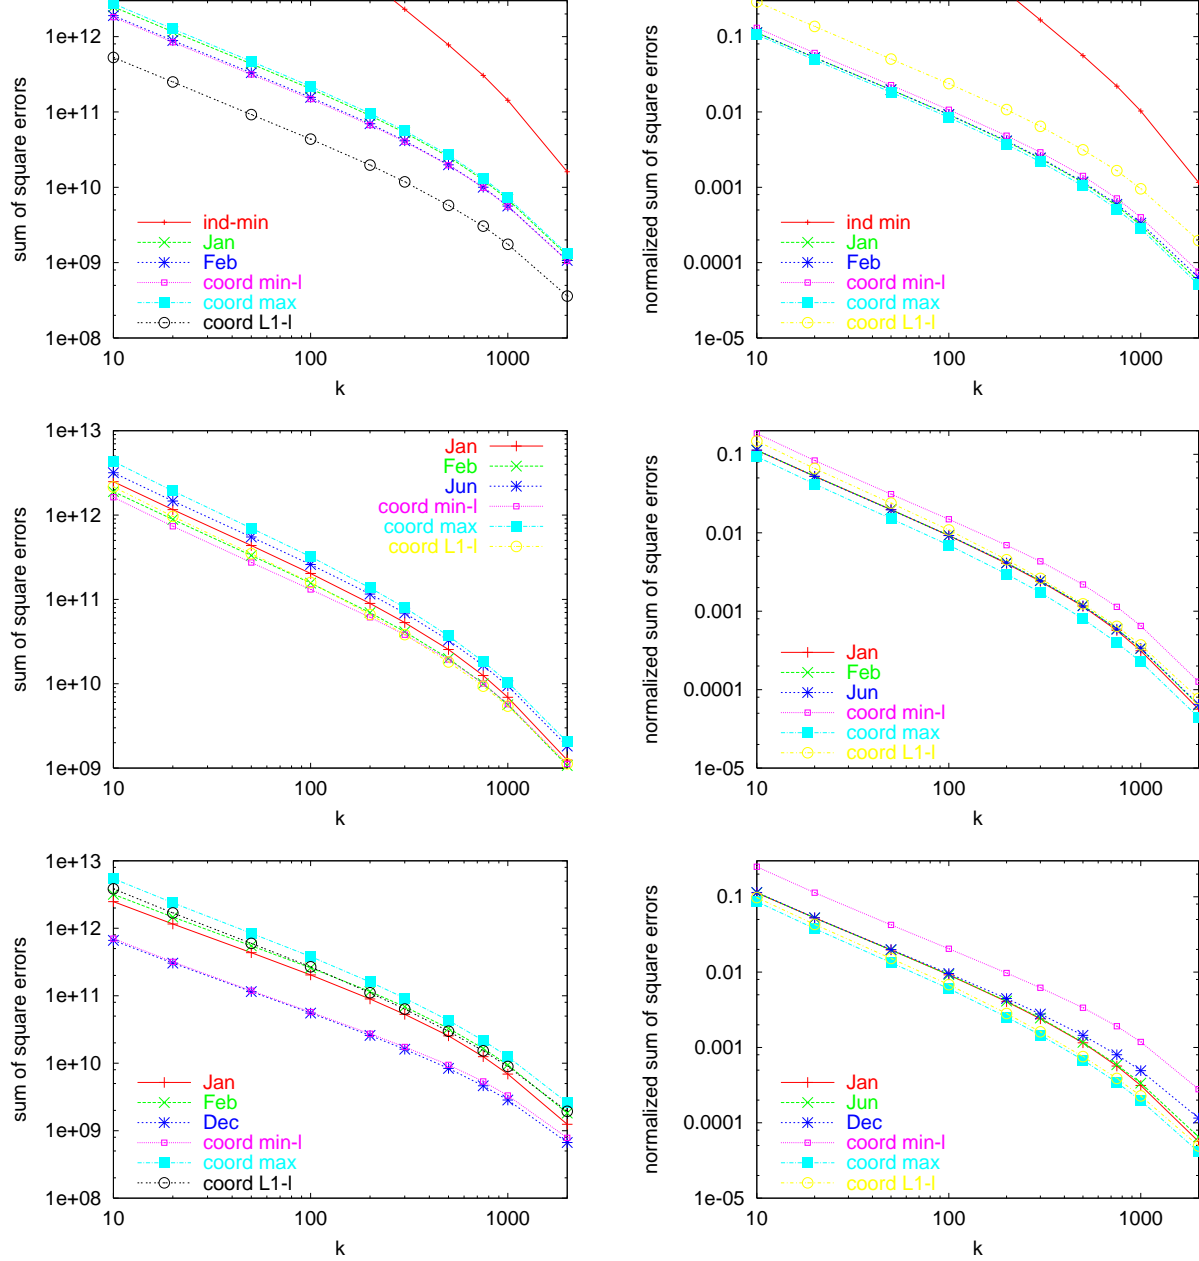 sum of square errors
1e+12
1e+11
1e+10
1e+09
1e+08
10
100
1000
k
ind-min
Jan
Feb
coord min-l
coord max
coord L1-l
normalized sum of square errors
0.1
0.01
0.001
0.0001
1e-05
10
100
1000
k
ind min
Jan
Feb
coord min-l
coord max
coord L1-l
sum of square errors
1e+13
1e+12
1e+11
1e+10
1e+09
10
100
1000
k
Jan
Feb
Jun
coord min-l
coord max
coord L1-l
normalized sum of square errors
0.1
0.01
0.001
0.0001
1e-05
10
100
1000
k
Jan
Feb
Jun
coord min-l
coord max
coord L1-l
sum of square errors
1e+13
1e+12
1e+11
1e+10
1e+09
1e+08
10
100
1000
k
Jan
Feb
Dec
coord min-l
coord max
coord L1-l
normalized sum of square errors
0.1
0.01
0.001
0.0001
1e-05
10
100
1000
k
Jan
Jun
Dec
coord min-l
coord max
coord L1-l